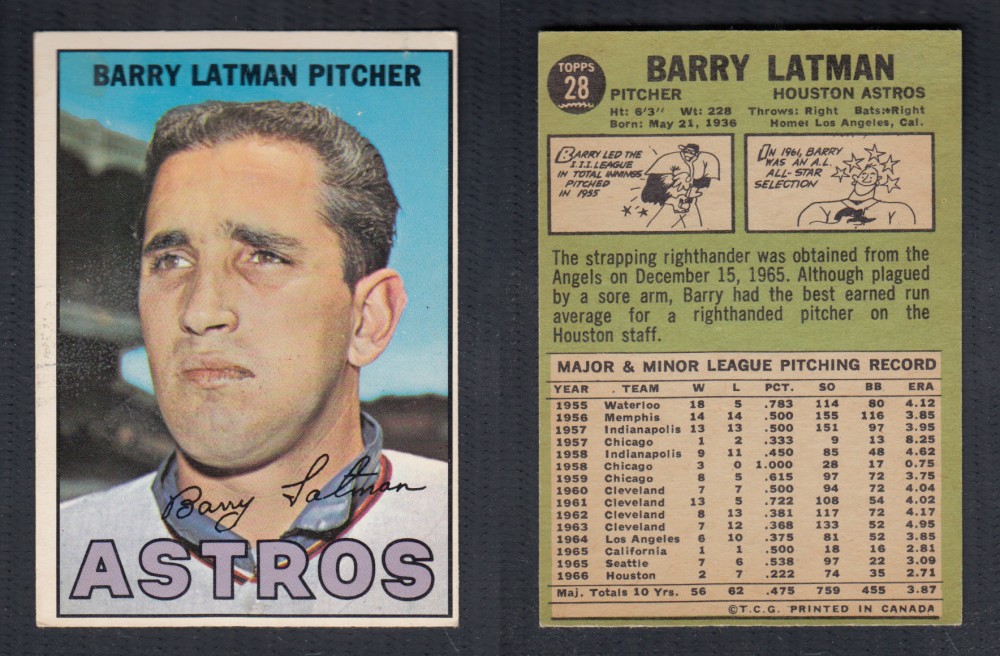 BARRY LATMAN PITCHER
Barry Latman
ASTROS
TOPPS
28
BARRY LATMAN
PITCHER HOUSTON ASTROS
Ht: 6'3" Wt: 228 Throws: Right Bats: Right
Born: May 21, 1936 Home: Los Angeles, Cal.
BARRY LED THE
I.I.I. LEAGUE
IN TOTAL INNINGS
PITCHED
IN 1955
IN 1961, BARRY
WAS AN A.L.
ALL-STAR
SELECTION
The strapping righthander was obtained from the
Angels on December 15, 1965. Although plagued
by a sore arm, Barry had the best earned run
average for a righthanded pitcher on the
Houston staff.
MAJOR & MINOR LEAGUE PITCHING RECORD
YEAR TEAM W L PCT. SO BB ERA
1955 Waterloo 18 5 .783 114 80 4.12
1956 Memphis 14 14 .500 155 116 3.85
1957 Indianapolis 13 13 .500 151 97 3.95
1957 Chicago 1 2 .333 9 13 8.25
1958 Indianapolis 9 11 .450 85 48 4.62
1958 Chicago 3 0 1.000 28 17 0.75
1959 Chicago 8 5 .615 97 72 3.75
1960 Cleveland 7 7 .500 94 72 4.04
1961 Cleveland 13 5 .722 108 54 4.02
1962 Cleveland 8 13 .381 117 72 4.17
1963 Cleveland 7 12 .368 133 52 4.95
1964 Los Angeles 6 10 .375 81 52 3.85
1965 California 1 1 .500 18 16 2.81
1965 Seattle 7 6 .538 97 22 3.09
1966 Houston 2 7 .222 74 35 2.71
Maj. Totals 10 Yrs. 56 62 .475 759 455 3.87
©T.C.G. PRINTED IN CANADA